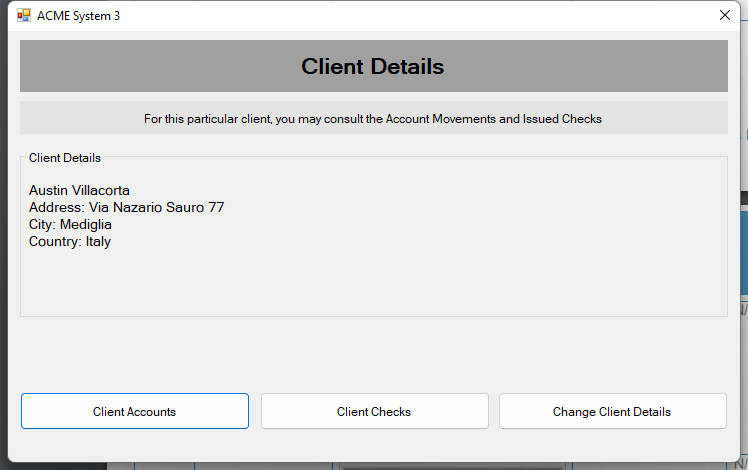 ACME System 3
Client Details
For this particular client, you may consult the Account Movements and Issued Checks
Client Details
Austin Villacorta
Address: Via Nazario Sauro 77
City: Mediglia
Country: Italy
Client Accounts
Client Checks
Change Client Details